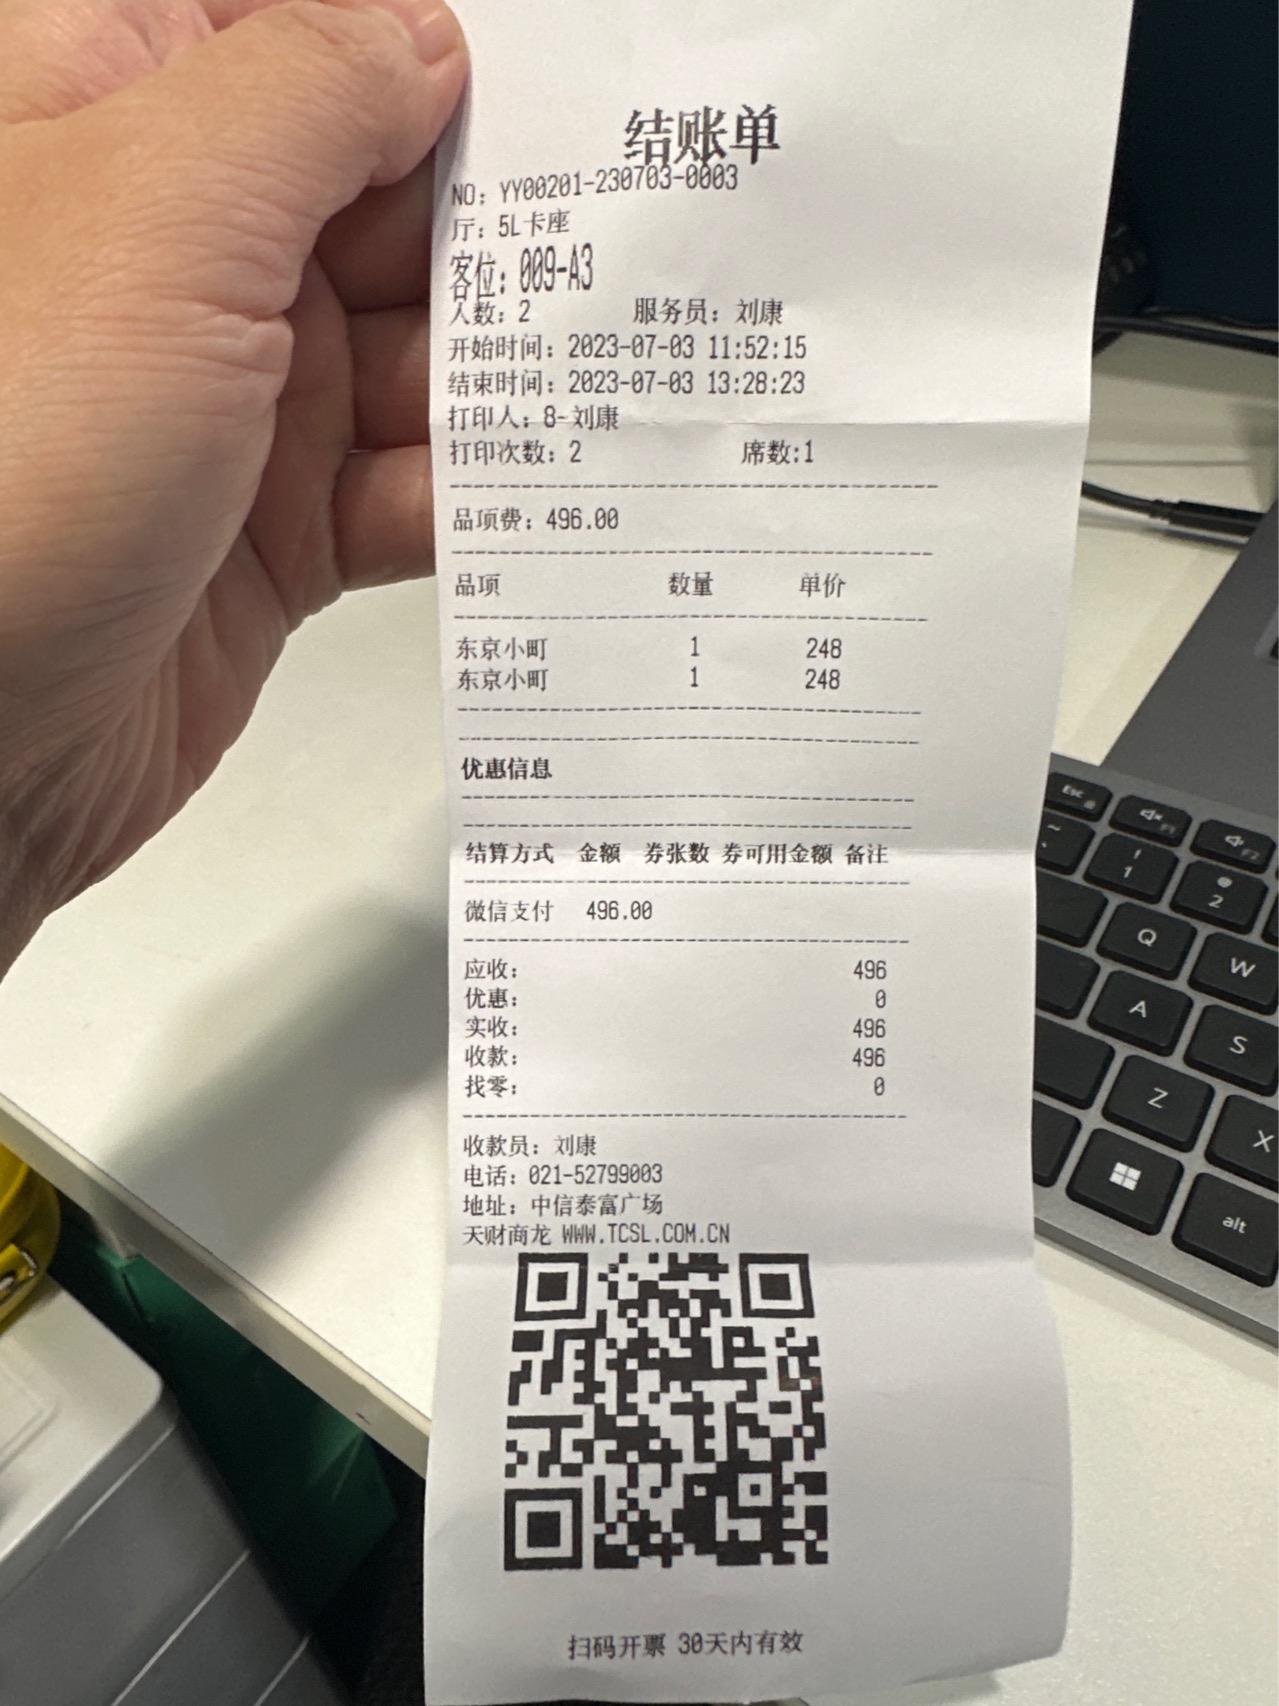 结账单
NO: YY00201-230703-0003
厅: 5L卡座
客位: 009-A3
人数: 2 服务员: 刘康
开始时间: 2023-07-03 11:52:15
结束时间: 2023-07-03 13:28:23
打印人: 8-刘康
打印次数: 2 席数:1
品项费: 496.00
品项 数量 单价
东京小町 1 248
东京小町 1 248
优惠信息
结算方式 金额 券张数 券可用金额 备注
微信支付 496.00
应收: 496
优惠: 0
实收: 496
收款: 496
找零: 0
收款员: 刘康
电话: 021-52799003
地址: 中信泰富广场
天财商龙 WWW.TCSL.COM.CN
扫码开票 30天内有效
Esc
F1
F2
~
!
1
@
2
Q
W
A
S
Z
X
alt